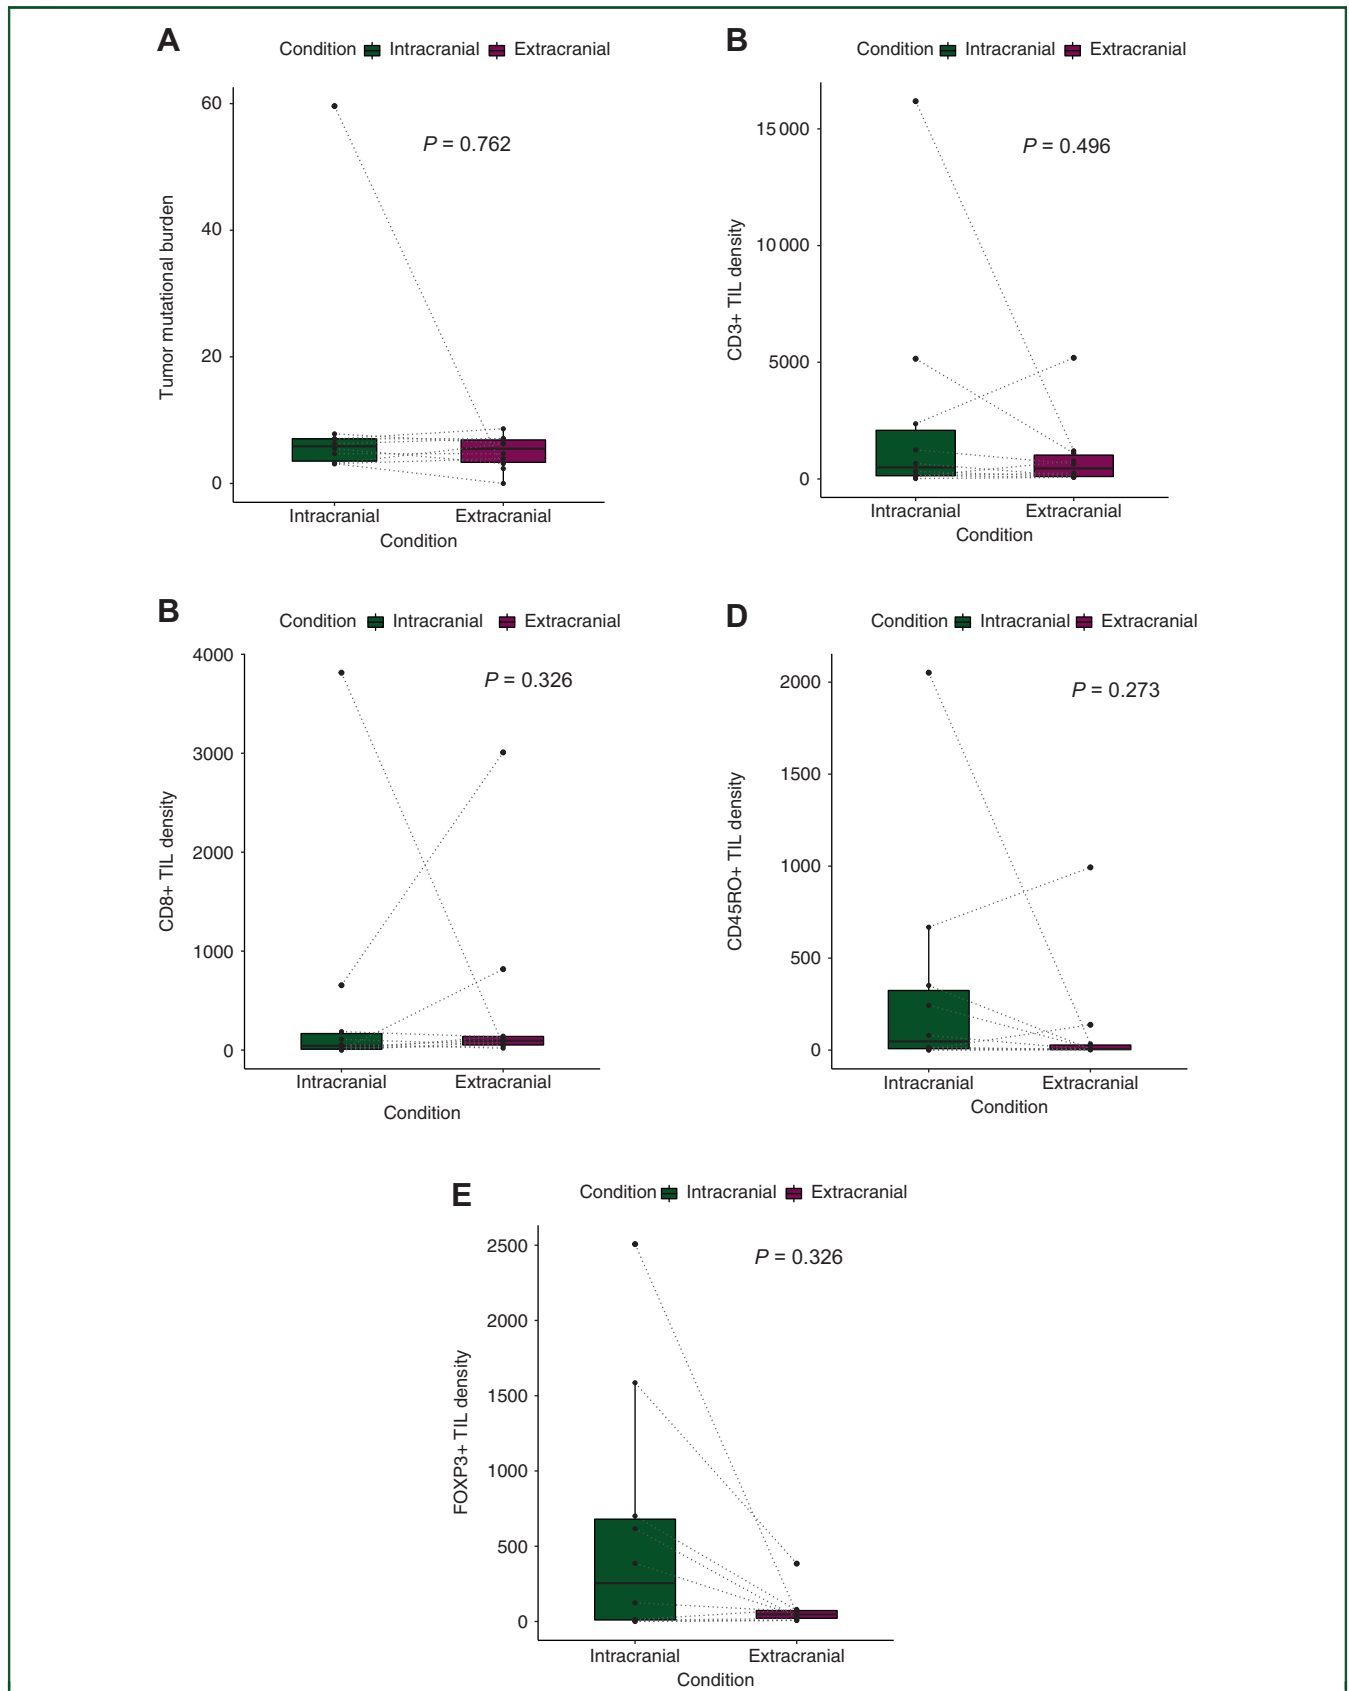 A
Condition Intracranial Extracranial
P = 0.762
Tumor mutational burden
60
40
20
0
Intracranial Extracranial
Condition
B
Condition Intracranial Extracranial
P = 0.496
CD3+ TIL density
15 000
10 000
5000
0
Intracranial Extracranial
Condition
B
Condition Intracranial Extracranial
P = 0.326
CD8+ TIL density
4000
3000
2000
1000
0
Intracranial Extracranial
Condition
D
Condition Intracranial Extracranial
P = 0.273
CD45RO+ TIL density
2000
1500
1000
500
0
Intracranial Extracranial
Condition
E
Condition Intracranial Extracranial
P = 0.326
FOXP3+ TIL density
2500
2000
1500
1000
500
0
Intracranial Extracranial
Condition